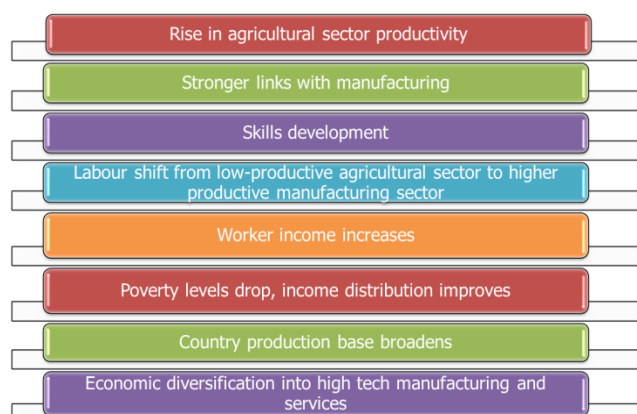 Rise in agricultural sector productivity
Stronger links with manufacturing
Skills development
Labour shift from low-productive agricultural sector to higher
productive manufacturing sector
Worker income increases
Poverty levels drop, income distribution improves
Country production base broadens
Economic diversification into high tech manufacturing and
services